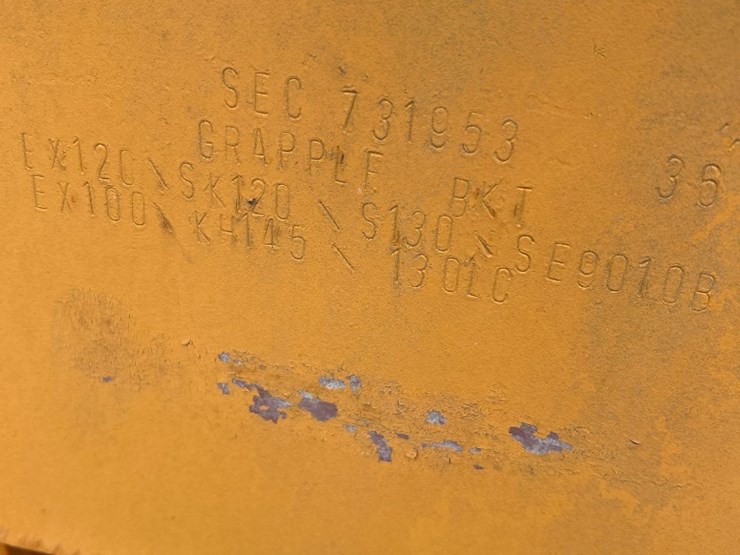 SEC 731953
GRAPPLE BKT 36
EX120\SK120 \ S130 \ SE9010B
EX100\ KH145 \ 130LC